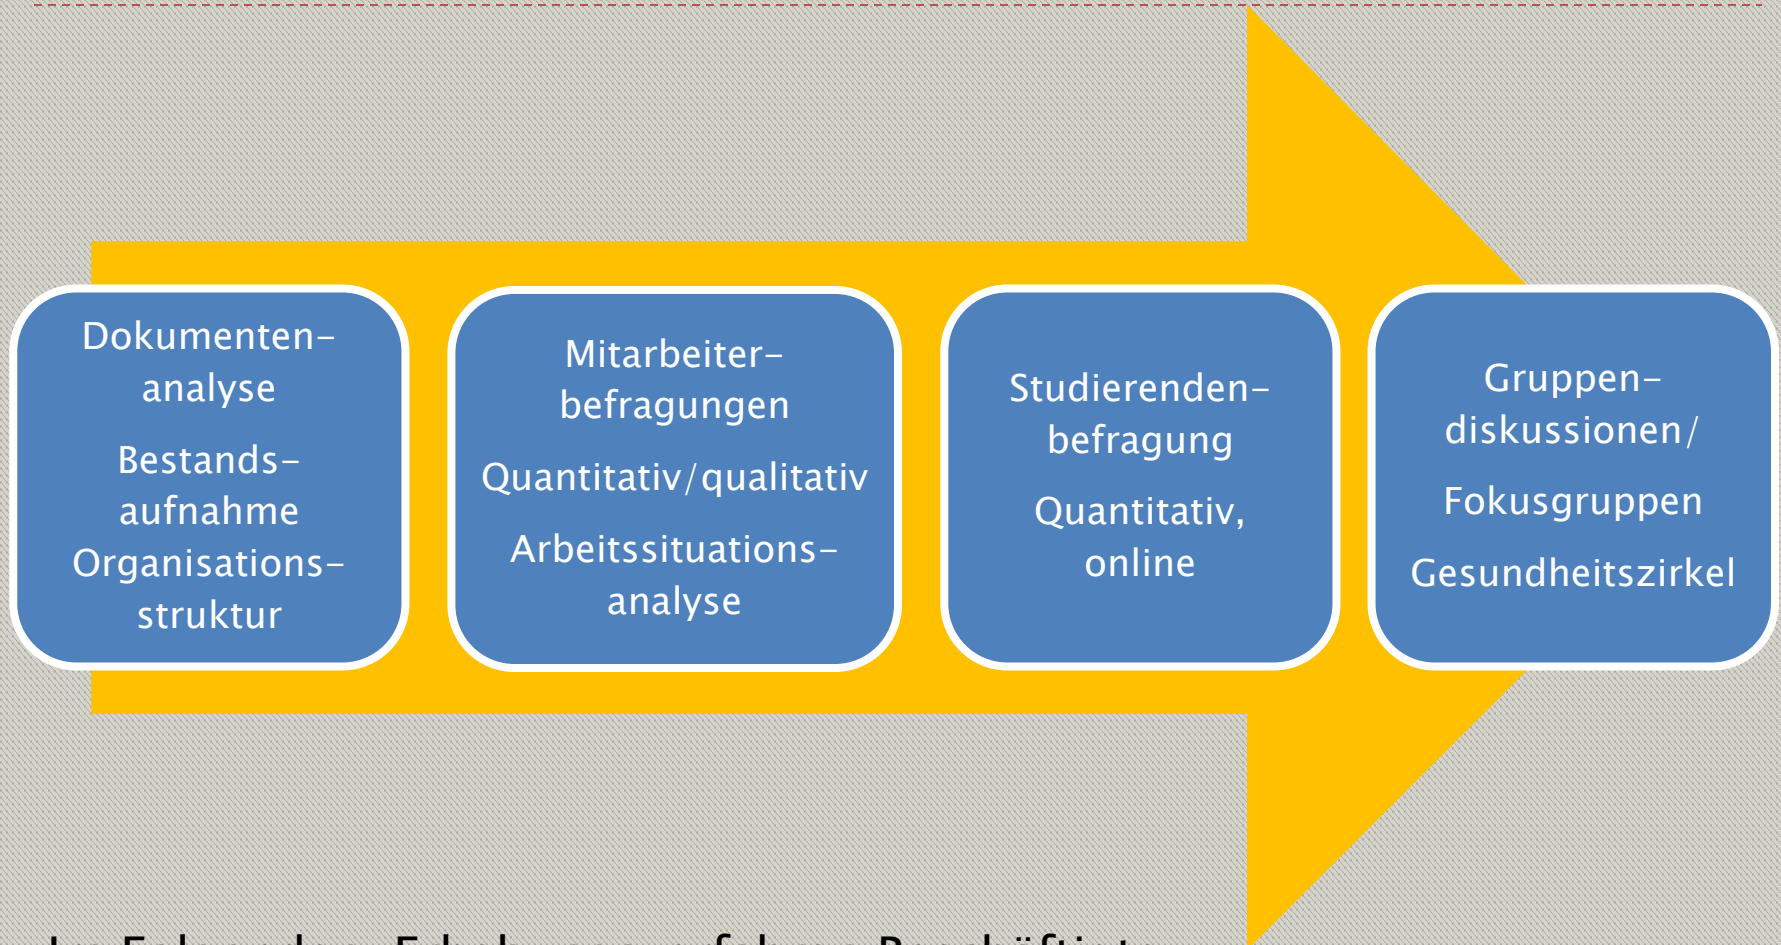 Dokumenten-
analyse
Bestands-
aufnahme
Organisations-
struktur
Mitarbeiter-
befragungen
Quantitativ/qualitativ
Arbeitssituations-
analyse
Studierenden-
befragung
Quantitativ,
online
Gruppen-
diskussionen/
Fokusgruppen
Gesundheitszirkel